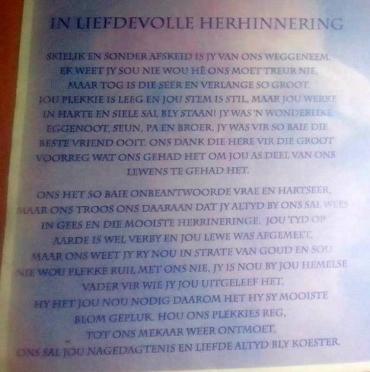 IN LIEFDEVOLLE HERHINNERING
SKIELIK EN SONDER AFSKEID IS JY VAN ONS WEGGENEEM.
EK WEET JY SOU NIE WOU HÊ ONS MOET TREUR NIE,
MAAR TOG IS DIE SEER EN VERLANGE SO GROOT.
JOU PLEKKIE IS LEEG EN JOU STEM IS STIL, MAAR JOU WERKE
IN HARTE EN SIELE SAL BLY STAAN! JY WAS 'N WONDERLIKE
EGGENOOT, SEUN, PA EN BROER, JY WAS VIR SO BAIE DIE
BESTE VRIEND OOIT. ONS DANK DIE HERE VIR DIE GROOT
VOORREG WAT ONS GEHAD HET OM JOU AS DEEL VAN ONS
LEWENS TE GEHAD HET.
ONS HET SO BAIE ONBEANTWOORDE VRAE EN HARTSEER,
MAAR ONS TROOS ONS DAARAAN DAT JY ALTYD BY ONS SAL WEES
IN GEES EN DIE MOOISTE HERRINERINGE. JOU TYD OP
AARDE IS WEL VERBY EN JOU LEWE WAS AFGEMEET,
MAAR ONS WEET JY RY NOU IN STRATE VAN GOUD EN SOU
NIE WOU PLEKKE RUIL MET ONS NIE, JY IS NOU BY JOU HEMELSE
VADER VIR WIE JY JOU UITGELEEF HET,
HY HET JOU NOU NODIG DAAROM HET HY SY MOOISTE
BLOM GEPLUK. HOU ONS PLEKKIES REG,
TOT ONS MEKAAR WEER ONTMOET,
ONS SAL JOU NAGEDAGTENIS EN LIEFDE ALTYD BLY KOESTER.